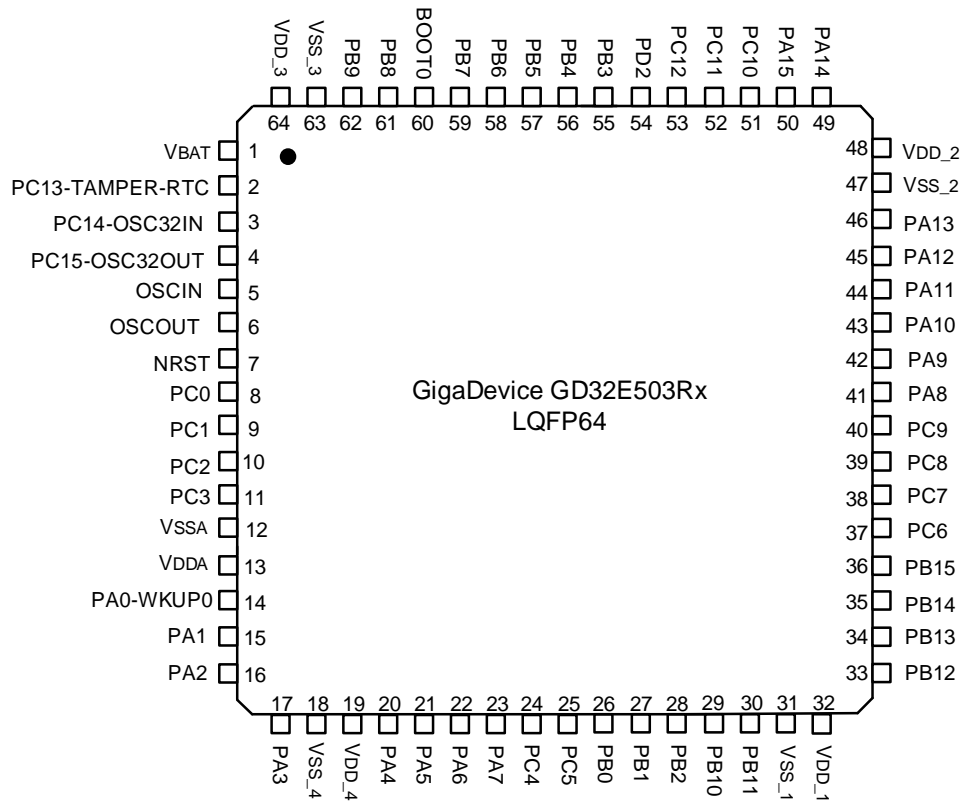 VDD_3
VSS_3
PB9
PB8
BOOT0
PB7
PB6
PB5
PB4
PB3
PD2
PC12
PC11
PC10
PA15
PA14
64 63 62 61 60 59 58 57 56 55 54 53 52 51 50 49
VBAT 1
PC13-TAMPER-RTC 2
PC14-OSC32IN 3
PC15-OSC32OUT 4
OSCIN 5
OSCOUT 6
NRST 7
PC0 8
PC1 9
PC2 10
PC3 11
VSSA 12
VDDA 13
PA0-WKUP0 14
PA1 15
PA2 16
GigaDevice GD32E503Rx
LQFP64
48 VDD_2
47 VSS_2
46 PA13
45 PA12
44 PA11
43 PA10
42 PA9
41 PA8
40 PC9
39 PC8
38 PC7
37 PC6
36 PB15
35 PB14
34 PB13
33 PB12
17 18 19 20 21 22 23 24 25 26 27 28 29 30 31 32
PA3
VSS_4
VDD_4
PA4
PA5
PA6
PA7
PC4
PC5
PB0
PB1
PB2
PB10
PB11
VSS_1
VDD_1